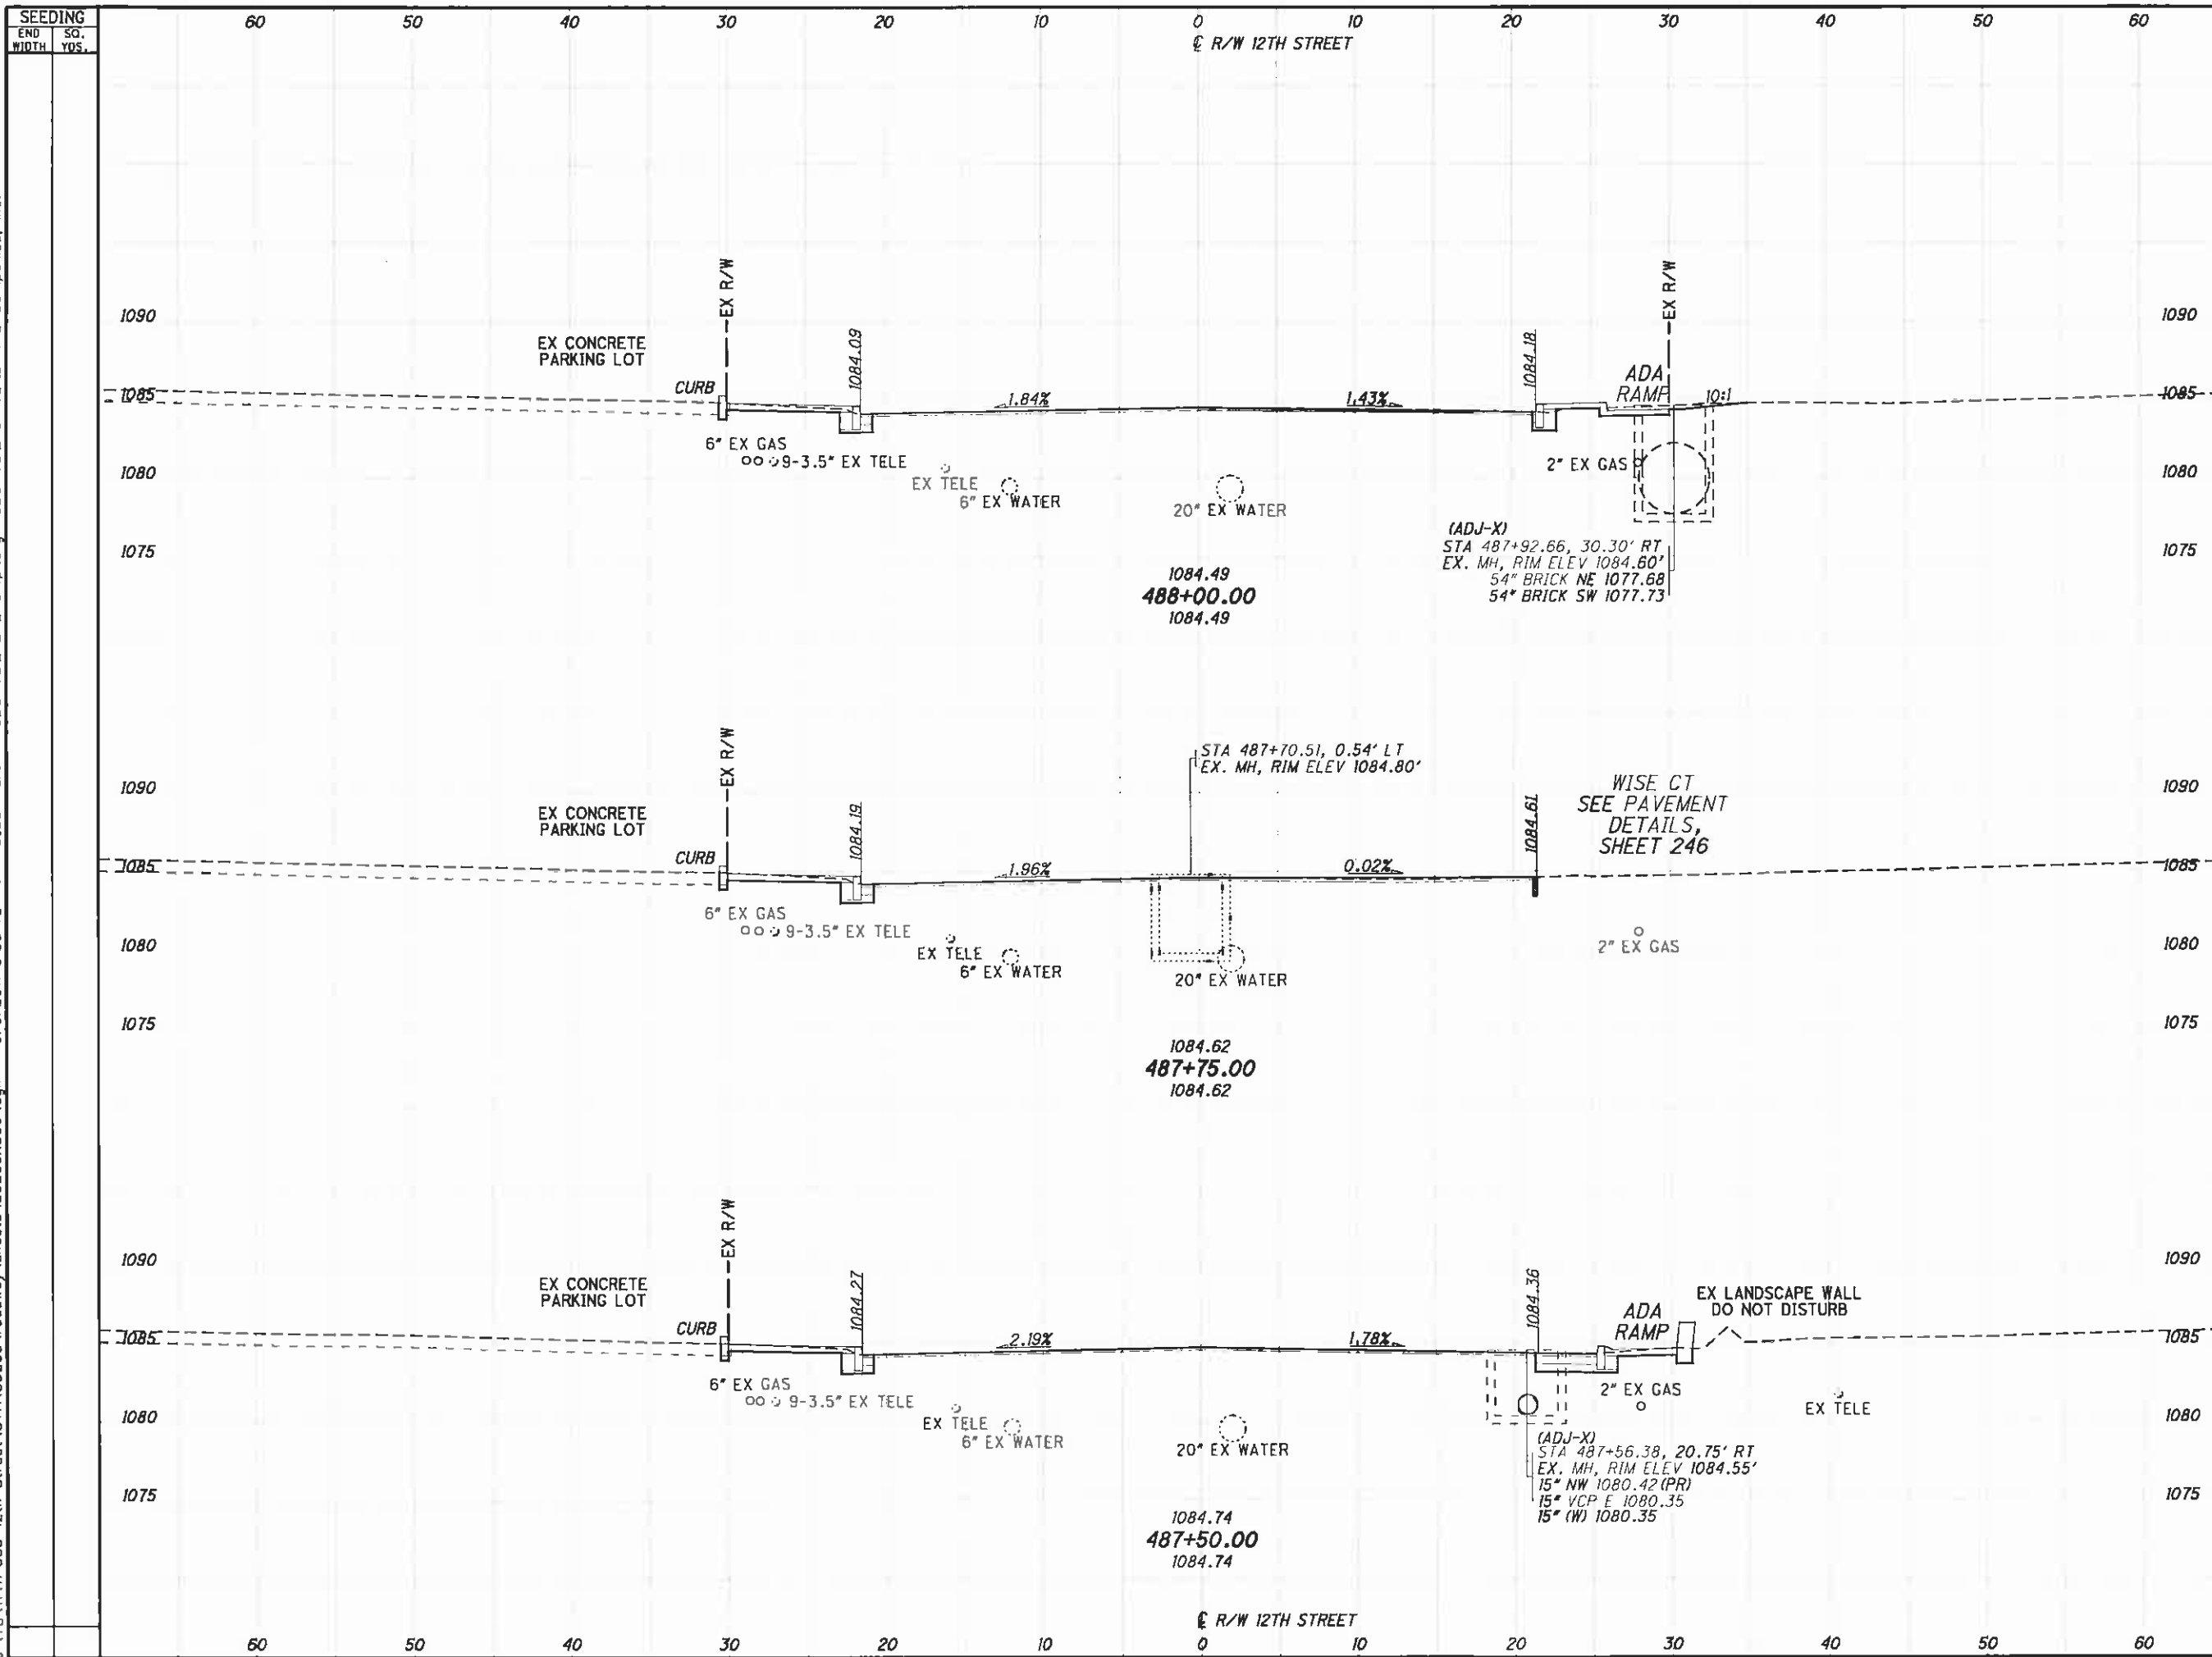 SEEDING
END WIDTH
SQ. YDS.
60 50 40 30 20 10 0 10 20 30 40 50 60
℄ R/W 12TH STREET
EX R/W
EX R/W
1090
1090
EX CONCRETE
PARKING LOT
1084.09
1084.18
ADA
RAMP
CURB
1085
1.84%
1.43%
10:1
1085
6" EX GAS
9-3.5" EX TELE
2" EX GAS
1080
EX TELE
6" EX WATER
20" EX WATER
1080
(ADJ-X)
STA 487+92.66, 30.30' RT
EX. MH, RIM ELEV 1084.60'
54" BRICK NE 1077.68
54" BRICK SW 1077.73
1075
1075
1084.49
488+00.00
1084.49
EX R/W
STA 487+70.51, 0.54' LT
EX. MH, RIM ELEV 1084.80'
1090
1090
EX CONCRETE
PARKING LOT
1084.19
1084.61
WISE CT
SEE PAVEMENT
DETAILS,
SHEET 246
CURB
1085
1.96%
0.02%
1085
6" EX GAS
9-3.5" EX TELE
2" EX GAS
1080
EX TELE
6" EX WATER
20" EX WATER
1080
1075
1075
1084.62
487+75.00
1084.62
EX R/W
1090
1090
EX CONCRETE
PARKING LOT
1084.27
1084.36
ADA
RAMP
EX LANDSCAPE WALL
DO NOT DISTURB
CURB
1085
2.19%
1.78%
1085
6" EX GAS
9-3.5" EX TELE
2" EX GAS
EX TELE
1080
EX TELE
6" EX WATER
20" EX WATER
1080
(ADJ-X)
STA 487+56.38, 20.75' RT
EX. MH, RIM ELEV 1084.55'
15" NW 1080.42 (PR)
15" VCP E 1080.35
15" (W) 1080.35
1075
1075
1084.74
487+50.00
1084.74
℄ R/W 12TH STREET
60 50 40 30 20 10 0 10 20 30 40 50 60